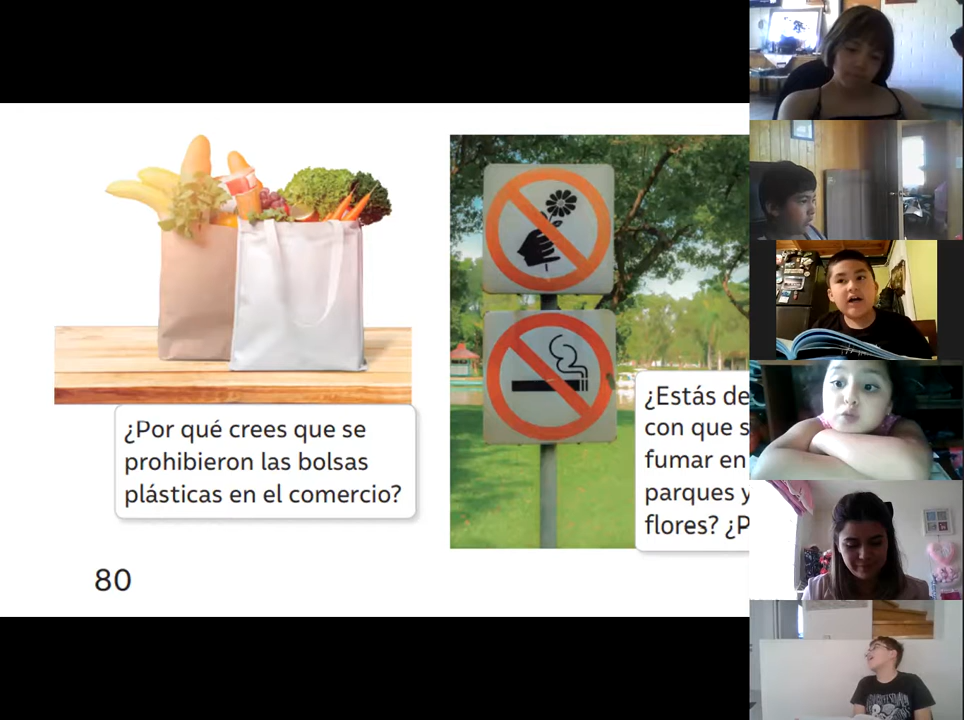 ¿Por qué crees que se
prohibieron las bolsas
plásticas en el comercio?
¿Estás de
con que s
fumar en
parques y
flores? ¿P
80